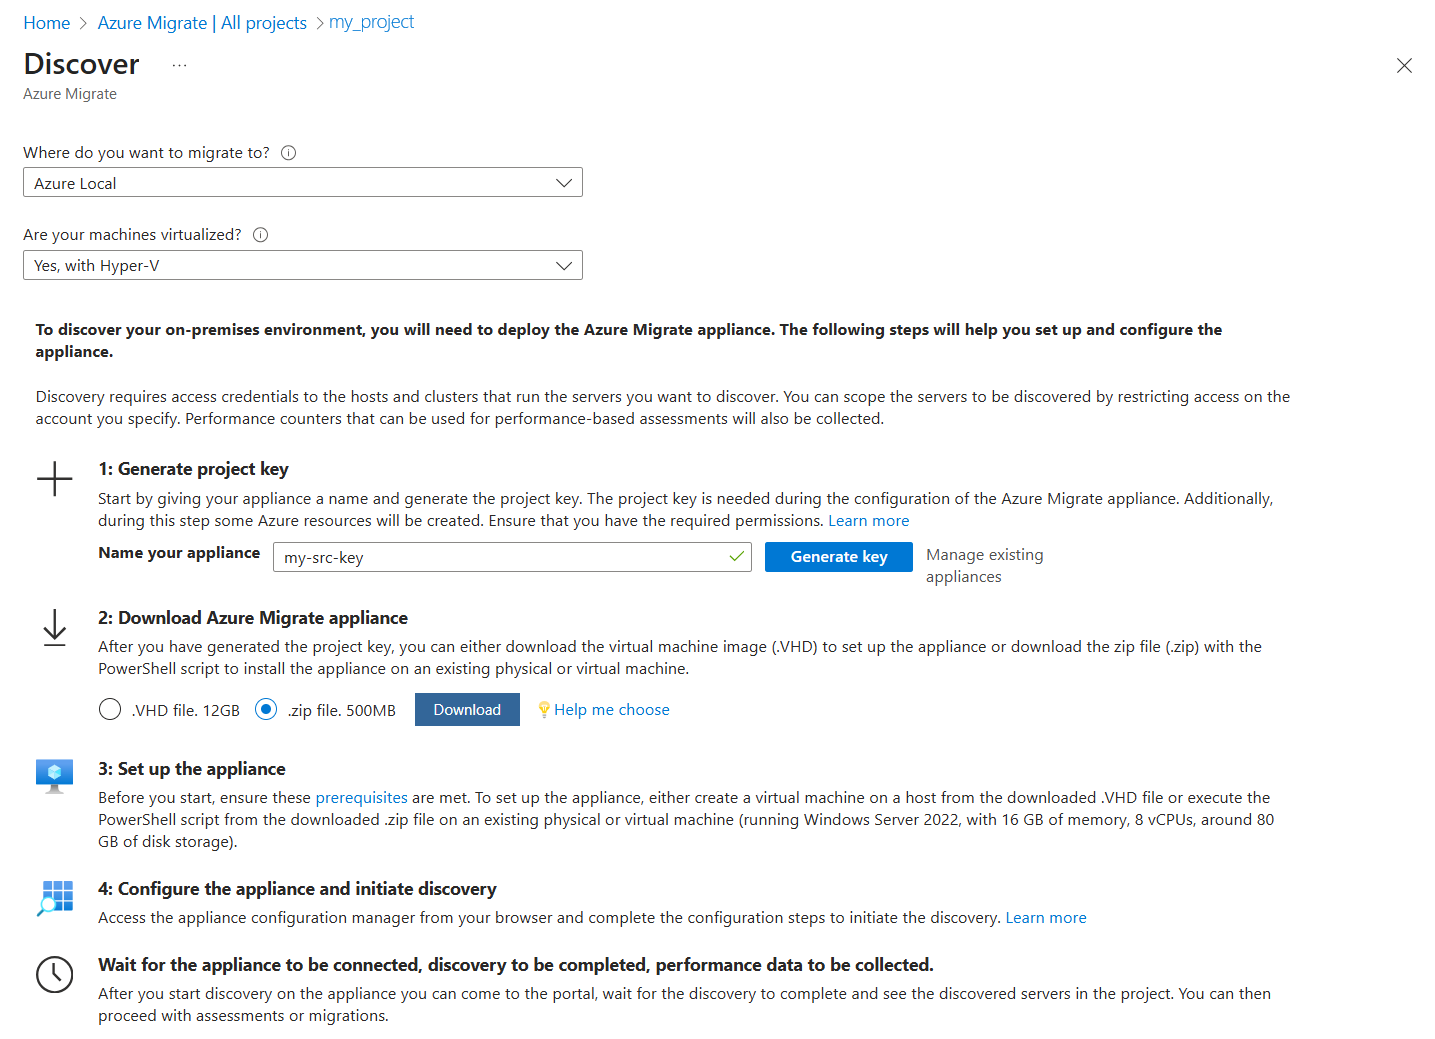 Home > Azure Migrate | All projects > my_project
Discover ...
Azure Migrate
Where do you want to migrate to?
Azure Local
Are your machines virtualized?
Yes, with Hyper-V
To discover your on-premises environment, you will need to deploy the Azure Migrate appliance. The following steps will help you set up and configure the
appliance.
Discovery requires access credentials to the hosts and clusters that run the servers you want to discover. You can scope the servers to be discovered by restricting access on the
account you specify. Performance counters that can be used for performance-based assessments will also be collected.
1: Generate project key
Start by giving your appliance a name and generate the project key. The project key is needed during the configuration of the Azure Migrate appliance. Additionally,
during this step some Azure resources will be created. Ensure that you have the required permissions. Learn more
Name your appliance my-src-key Generate key Manage existing
appliances
2: Download Azure Migrate appliance
After you have generated the project key, you can either download the virtual machine image (.VHD) to set up the appliance or download the zip file (.zip) with the
PowerShell script to install the appliance on an existing physical or virtual machine.
.VHD file. 12GB .zip file. 500MB Download Help me choose
3: Set up the appliance
Before you start, ensure these prerequisites are met. To set up the appliance, either create a virtual machine on a host from the downloaded .VHD file or execute the
PowerShell script from the downloaded .zip file on an existing physical or virtual machine (running Windows Server 2022, with 16 GB of memory, 8 vCPUs, around 80
GB of disk storage).
4: Configure the appliance and initiate discovery
Access the appliance configuration manager from your browser and complete the configuration steps to initiate the discovery. Learn more
Wait for the appliance to be connected, discovery to be completed, performance data to be collected.
After you start discovery on the appliance you can come to the portal, wait for the discovery to complete and see the discovered servers in the project. You can then
proceed with assessments or migrations.